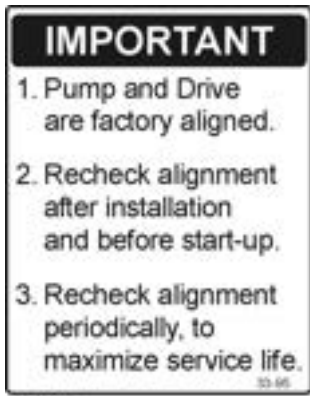 IMPORTANT
1. Pump and Drive
are factory aligned.
2. Recheck alignment
after installation
and before start-up.
3. Recheck alignment
periodically, to
maximize service life.